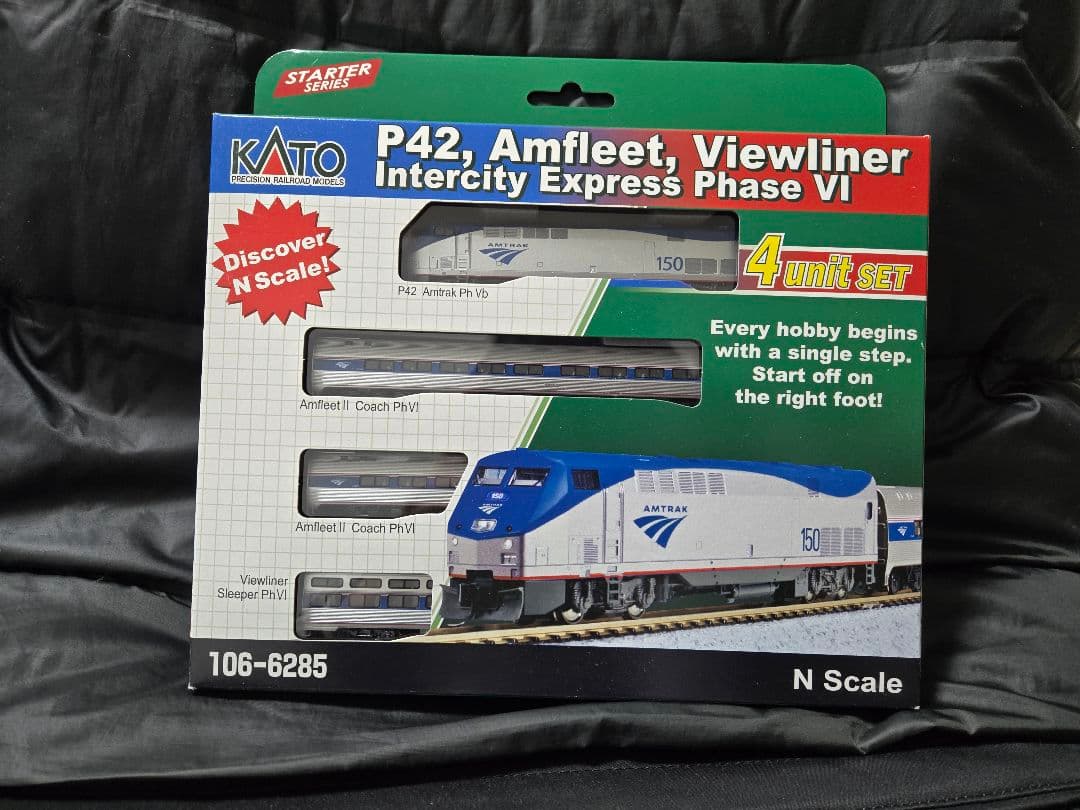 STARTER
SERIES
KATO
PRECISION RAILROAD MODELS
P42, Amfleet, Viewliner
Intercity Express Phase VI
Discover
N Scale!
AMTRAK
150
P42 Amtrak Ph Vb
4 unit SET
Every hobby begins
with a single step.
Start off on
the right foot!
Amfleet II Coach PhVI
Amfleet II Coach PhVI
150
AMTRAK
150
Viewliner
Sleeper PhVI
106-6285
N Scale